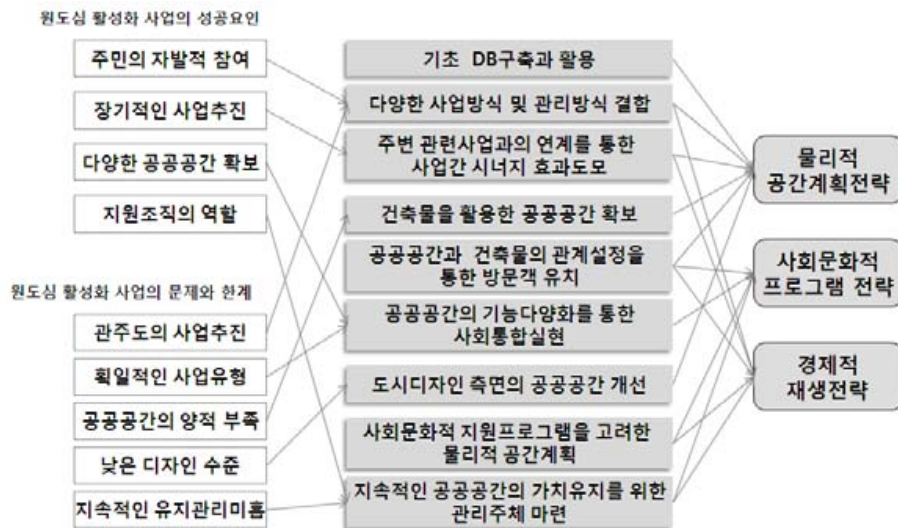 원도심 활성화 사업의 성공요인
주민의 자발적 참여
장기적인 사업추진
다양한 공공공간 확보
지원조직의 역할
원도심 활성화 사업의 문제와 한계
관주도의 사업추진
획일적인 사업유형
공공공간의 양적 부족
낮은 디자인 수준
지속적인 유지관리미흡
기초 DB구축과 활용
다양한 사업방식 및 관리방식 결합
주변 관련사업과의 연계를 통한
사업간 시너지 효과도모
건축물을 활용한 공공공간 확보
공공공간과 건축물의 관계설정을
통한 방문객 유치
공공공간의 기능다양화를 통한
사회통합실현
도시디자인 측면의 공공공간 개선
사회문화적 지원프로그램을 고려한
물리적 공간계획
지속적인 공공공간의 가치유지를 위한
관리주체 마련
물리적
공간계획전략
사회문화적
프로그램 전략
경제적
재생전략